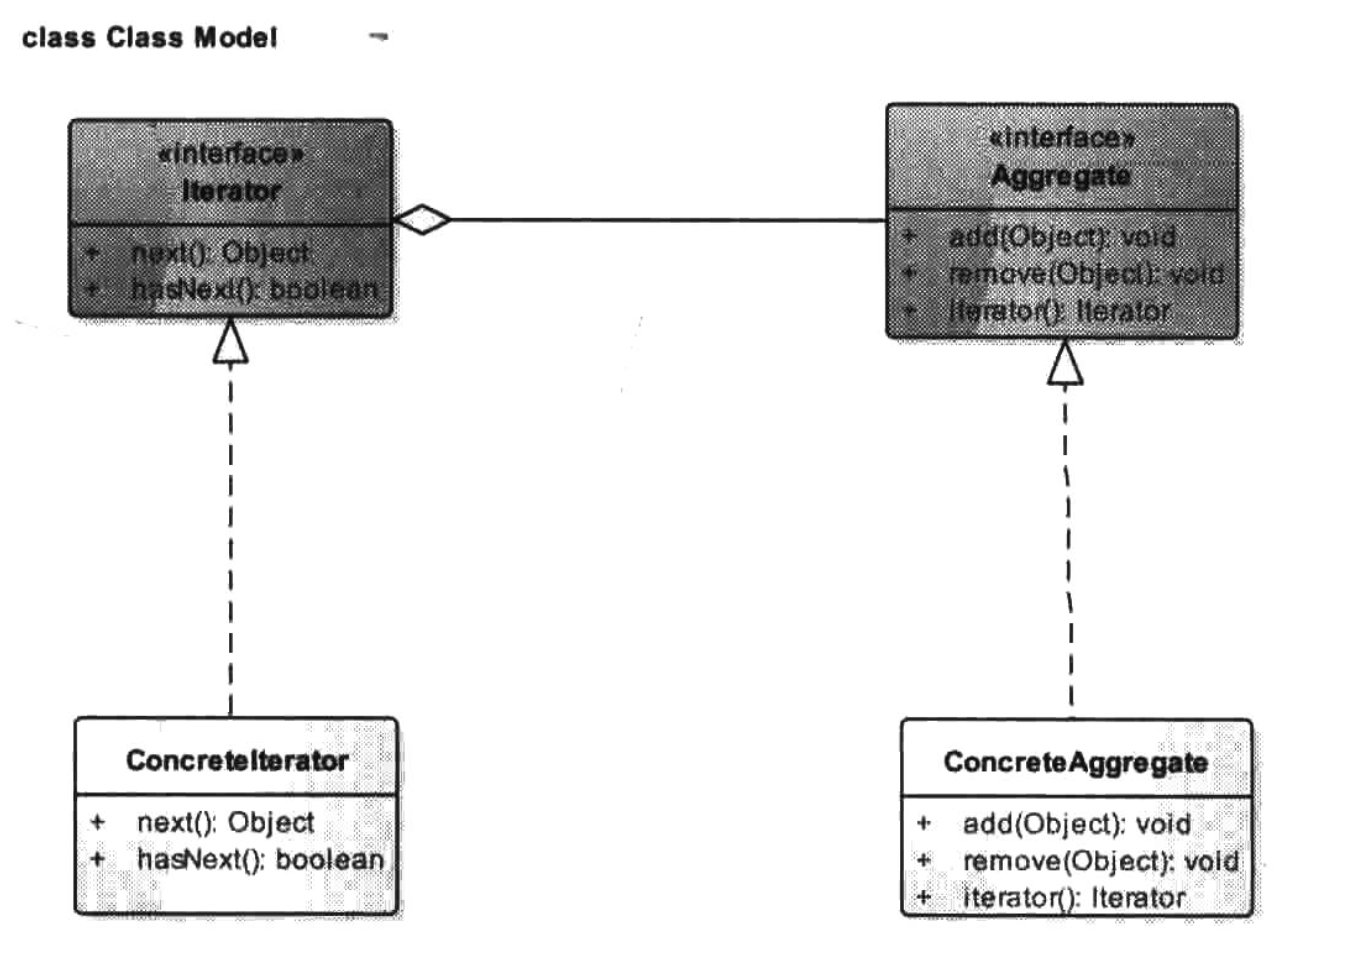 class Class Model
«interface»
Iterator
+ next(): Object
+ hasNext(): boolean
«interface»
Aggregate
+ add(Object): void
+ remove(Object): void
+ iterator(): Iterator
ConcreteIterator
+ next(): Object
+ hasNext(): boolean
ConcreteAggregate
+ add(Object): void
+ remove(Object): void
+ iterator(): Iterator